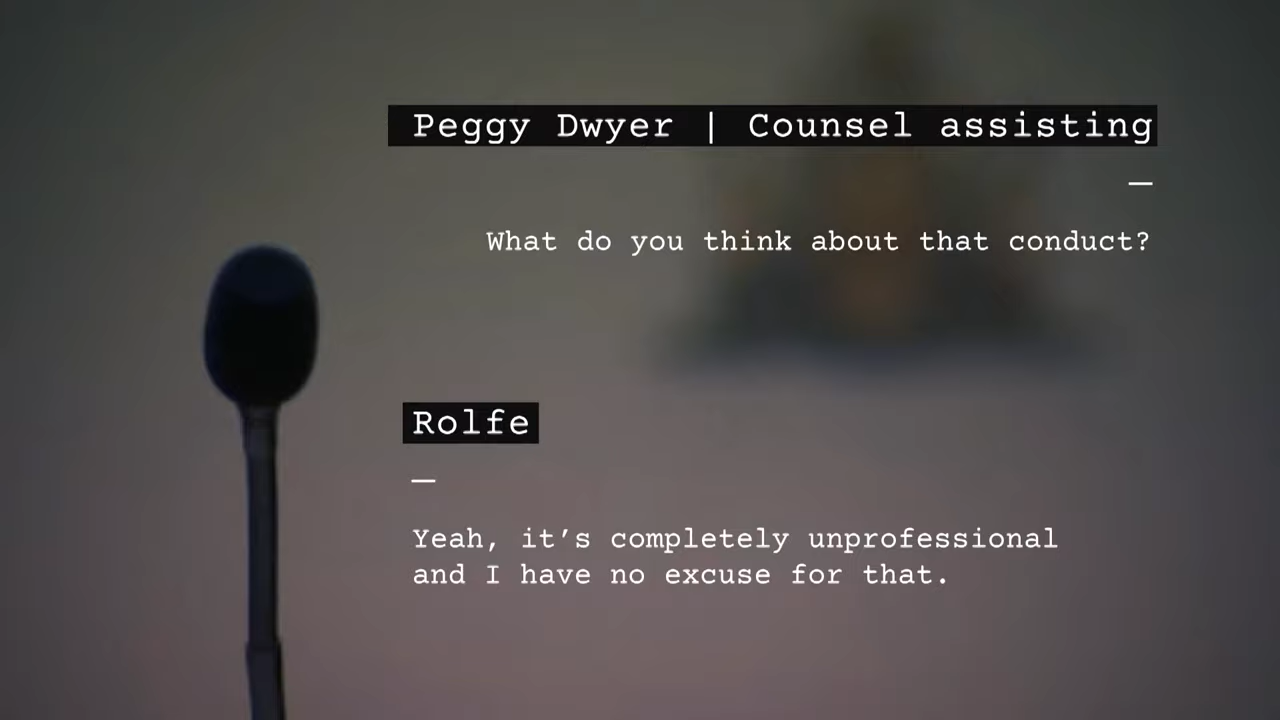 Peggy Dwyer | Counsel assisting
—
What do you think about that conduct?
Rolfe
—
Yeah, it’s completely unprofessional
and I have no excuse for that.